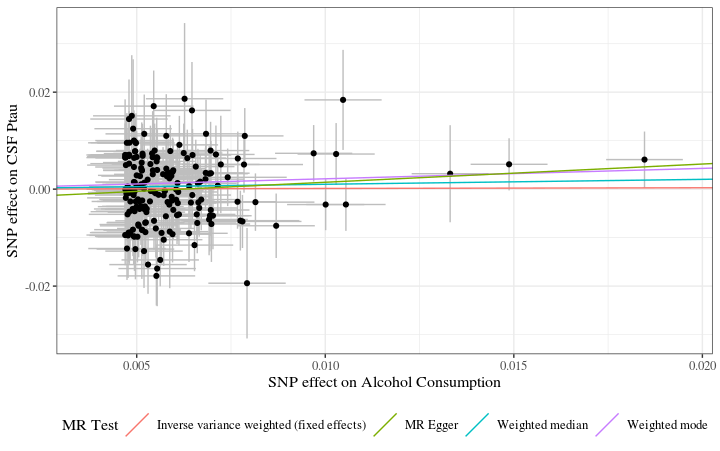 0.02
0.00
-0.02
SNP effect on CSF Ptau
0.005
0.010
0.015
0.020
SNP effect on Alcohol Consumption
MR Test
Inverse variance weighted (fixed effects)
MR Egger
Weighted median
Weighted mode